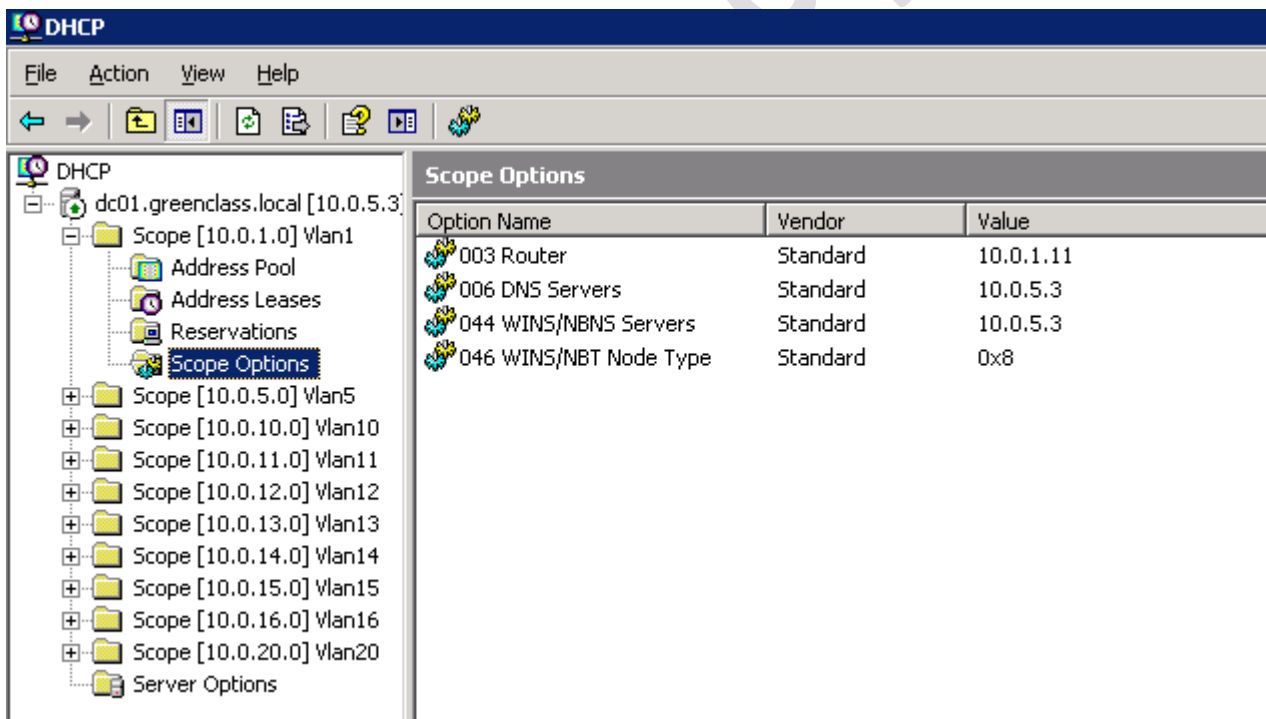 DHCP
File Action View Help
DHCP
dc01.greenclass.local [10.0.5.3]
Scope [10.0.1.0] Vlan1
Address Pool
Address Leases
Reservations
Scope Options
Scope [10.0.5.0] Vlan5
Scope [10.0.10.0] Vlan10
Scope [10.0.11.0] Vlan11
Scope [10.0.12.0] Vlan12
Scope [10.0.13.0] Vlan13
Scope [10.0.14.0] Vlan14
Scope [10.0.15.0] Vlan15
Scope [10.0.16.0] Vlan16
Scope [10.0.20.0] Vlan20
Server Options
Scope Options
Option Name Vendor Value
003 Router Standard 10.0.1.11
006 DNS Servers Standard 10.0.5.3
044 WINS/NBNS Servers Standard 10.0.5.3
046 WINS/NBT Node Type Standard 0x8